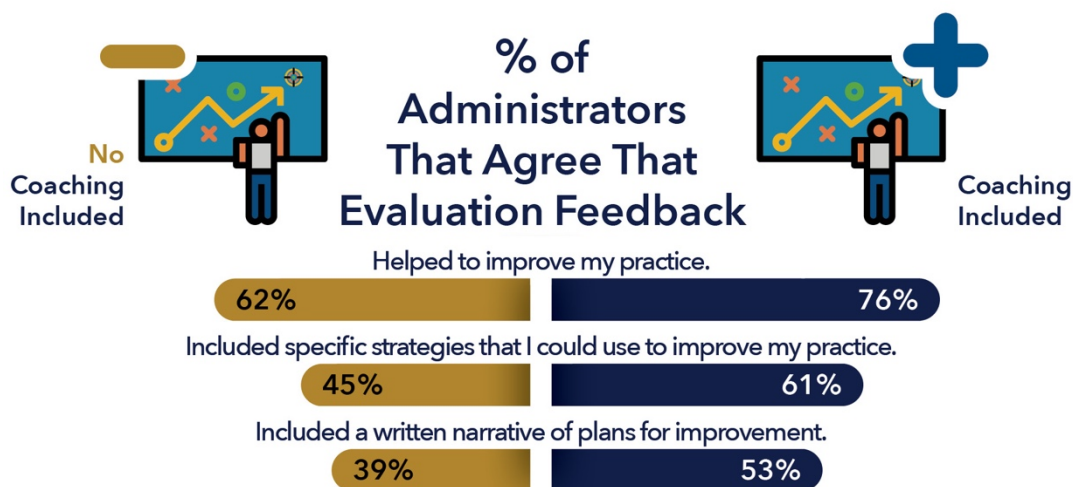 % of
Administrators
That Agree That
Evaluation Feedback
No
Coaching
Included
Coaching
Included
Helped to improve my practice.
62%
76%
Included specific strategies that I could use to improve my practice.
45%
61%
Included a written narrative of plans for improvement.
39%
53%